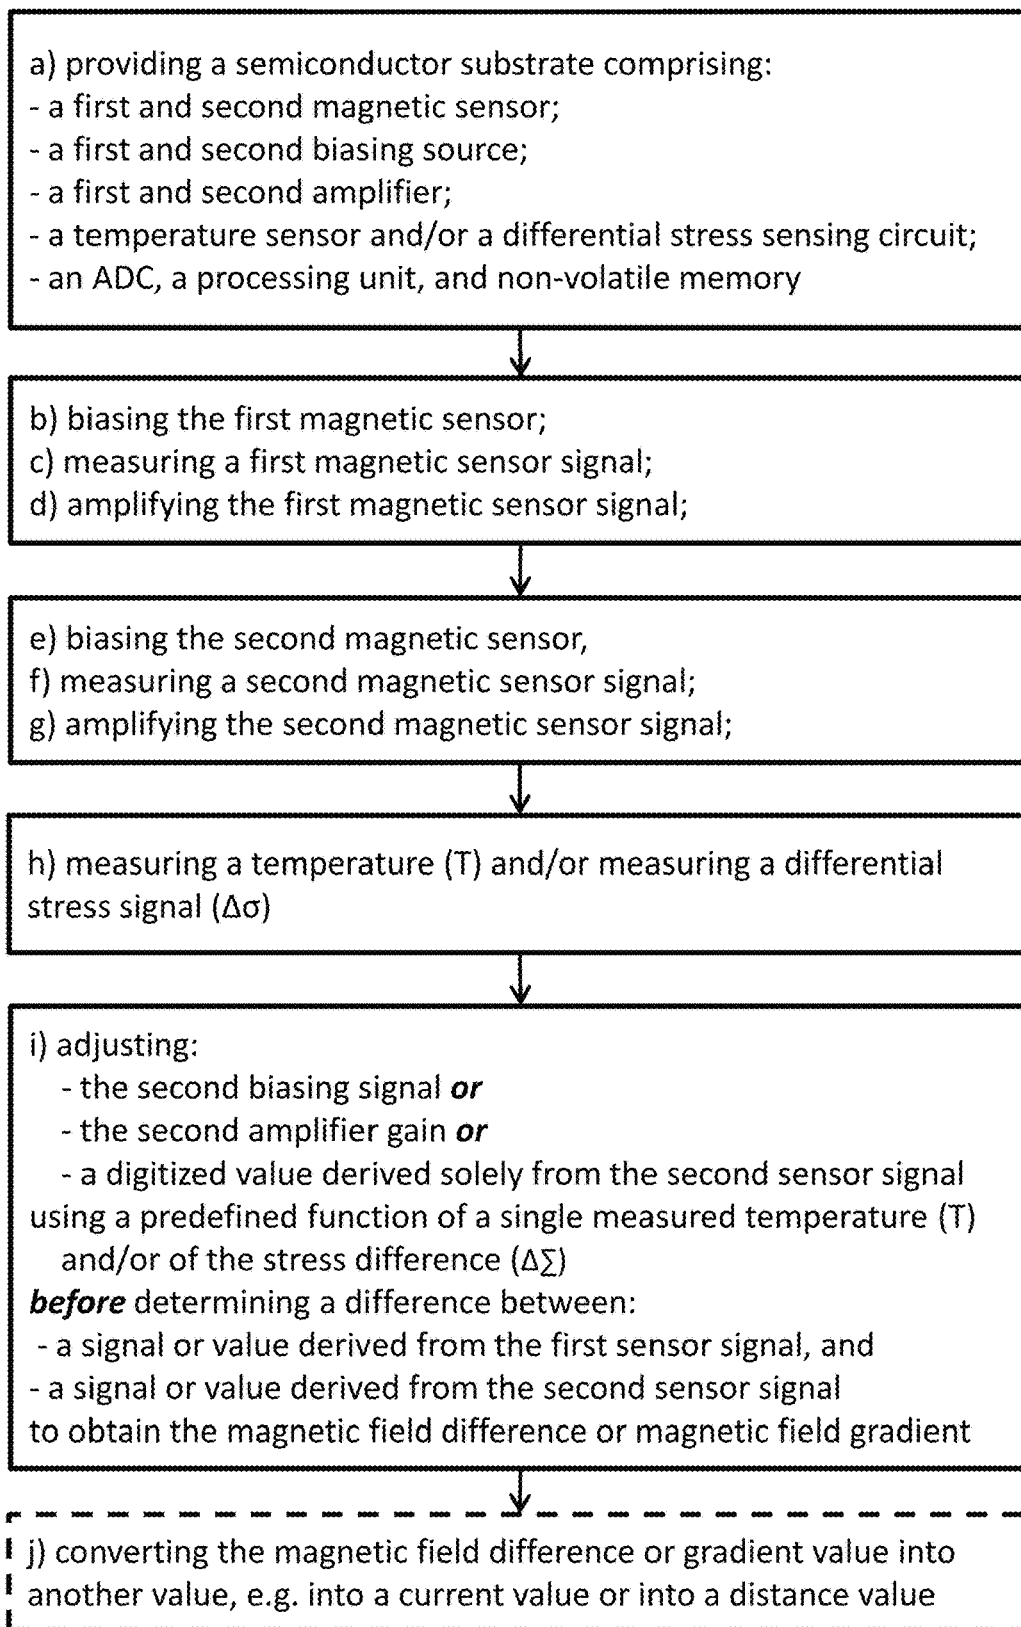 a) providing a semiconductor substrate comprising:
- a first and second magnetic sensor;
- a first and second biasing source;
- a first and second amplifier;
- a temperature sensor and/or a differential stress sensing circuit;
- an ADC, a processing unit, and non-volatile memory
b) biasing the first magnetic sensor;
c) measuring a first magnetic sensor signal;
d) amplifying the first magnetic sensor signal;
e) biasing the second magnetic sensor,
f) measuring a second magnetic sensor signal;
g) amplifying the second magnetic sensor signal;
h) measuring a temperature (T) and/or measuring a differential
stress signal (Δσ)
i) adjusting:
- the second biasing signal or
- the second amplifier gain or
- a digitized value derived solely from the second sensor signal
using a predefined function of a single measured temperature (T)
and/or of the stress difference (Δ∑)
before determining a difference between:
- a signal or value derived from the first sensor signal, and
- a signal or value derived from the second sensor signal
to obtain the magnetic field difference or magnetic field gradient
j) converting the magnetic field difference or gradient value into
another value, e.g. into a current value or into a distance value